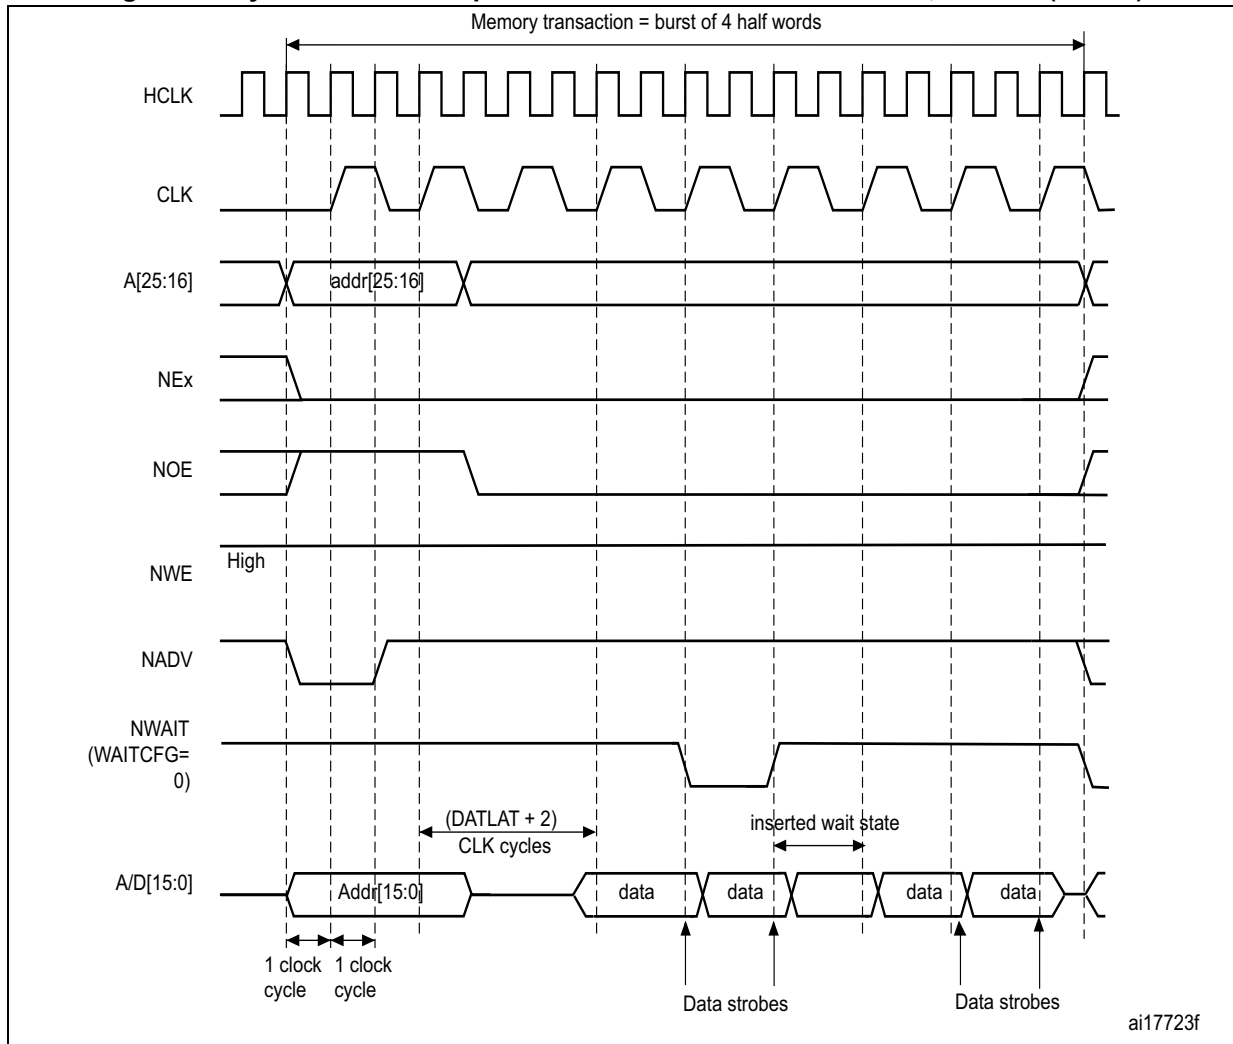 Memory transaction = burst of 4 half words
HCLK
CLK
A[25:16]
addr[25:16]
NEx
NOE
High
NWE
NADV
NWAIT
(WAITCFG=
0)
(DATLAT + 2)
CLK cycles
inserted wait state
A/D[15:0]
Addr[15:0]
data
data
data
data
1 clock
cycle
1 clock
cycle
Data strobes
Data strobes
ai17723f